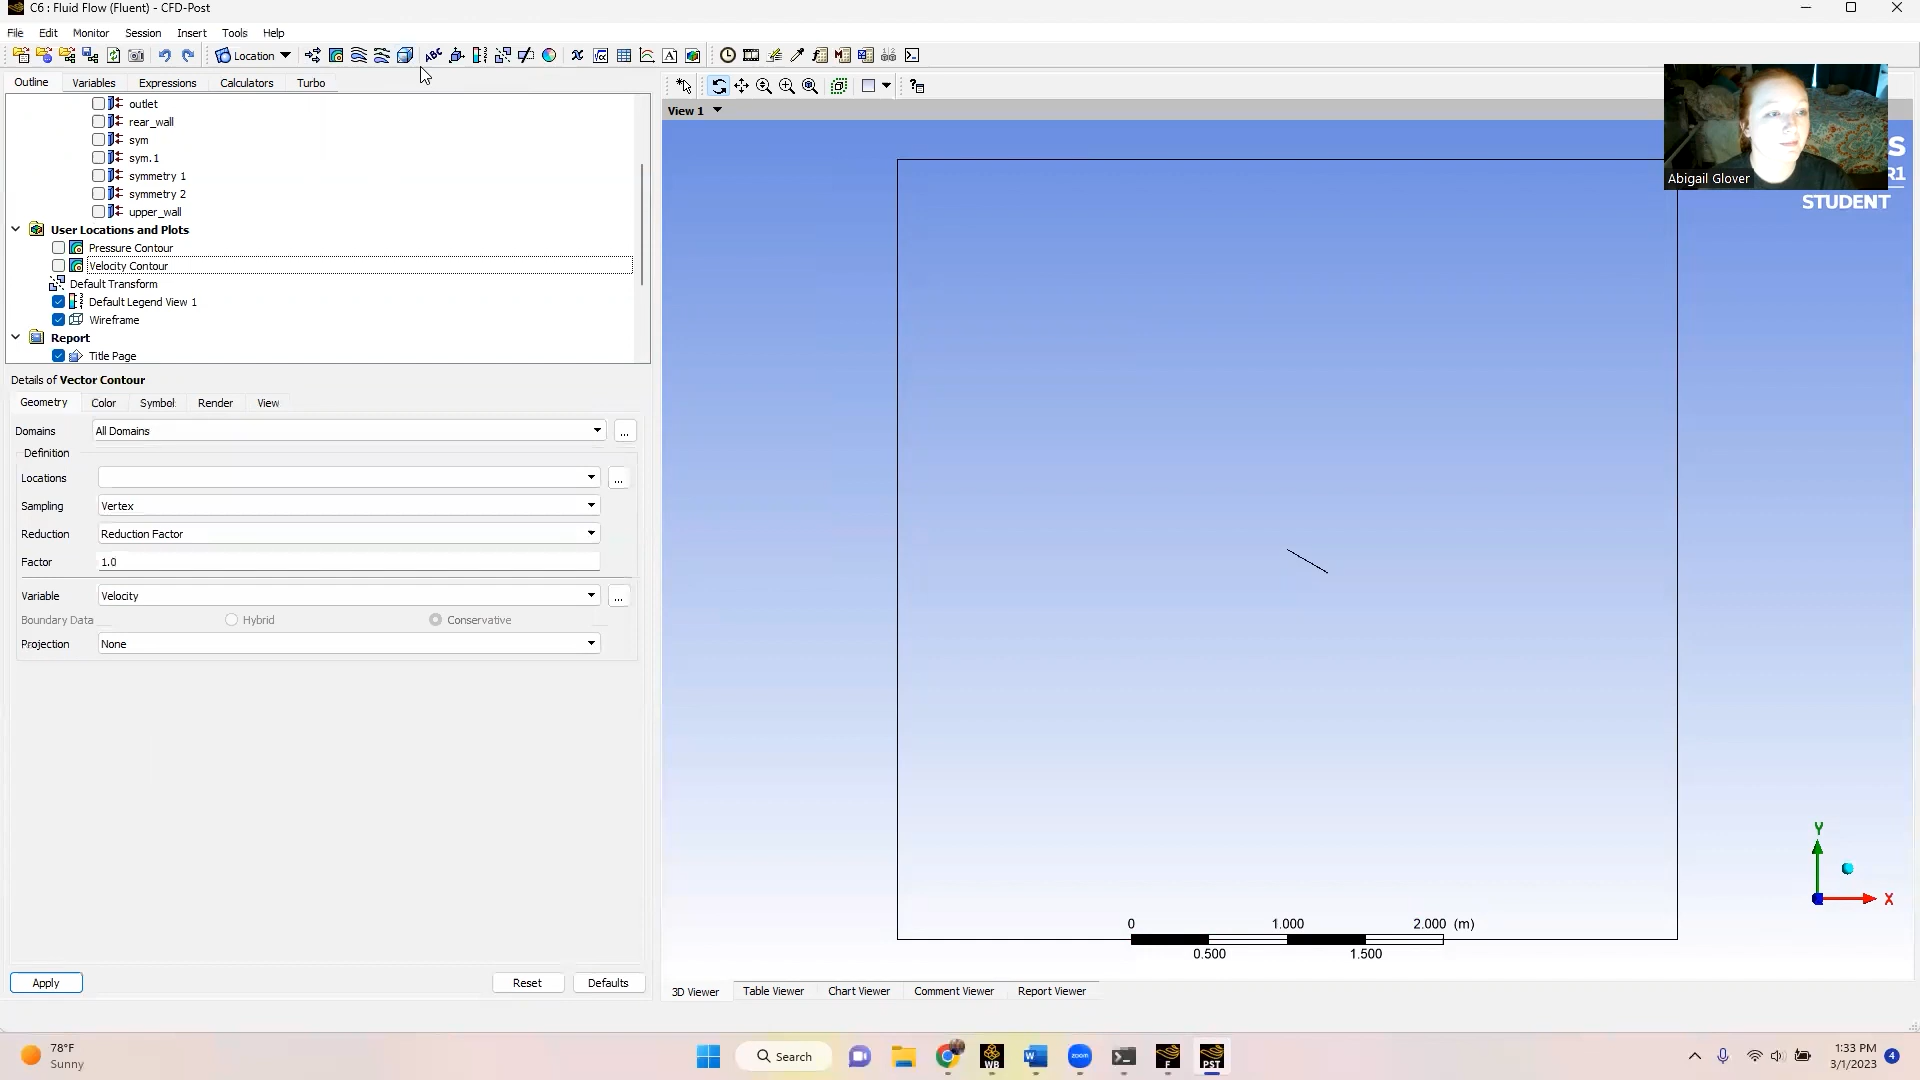 C6 : Fluid Flow (Fluent) - CFD-Post
File Edit Monitor Session Insert Tools Help
Location
Outline Variables Expressions Calculators Turbo
outlet
rear_wall
sym
sym.1
symmetry 1
symmetry 2
upper_wall
User Locations and Plots
Pressure Contour
Velocity Contour
Default Transform
Default Legend View 1
Wireframe
Report
Title Page
Details of Vector Contour
Geometry Color Symbol Render View
Domains All Domains ...
Definition
Locations ...
Sampling Vertex
Reduction Reduction Factor
Factor 1.0
Variable Velocity ...
Boundary Data Hybrid Conservative
Projection None
Apply Reset Defaults
View 1
Abigail Glover
S
R1
STUDENT
Y
X
0 1.000 2.000 (m)
0.500 1.500
3D Viewer Table Viewer Chart Viewer Comment Viewer Report Viewer
78°F
Sunny
Search
WB
zoom
F
PST
1:33 PM
3/1/2023
4